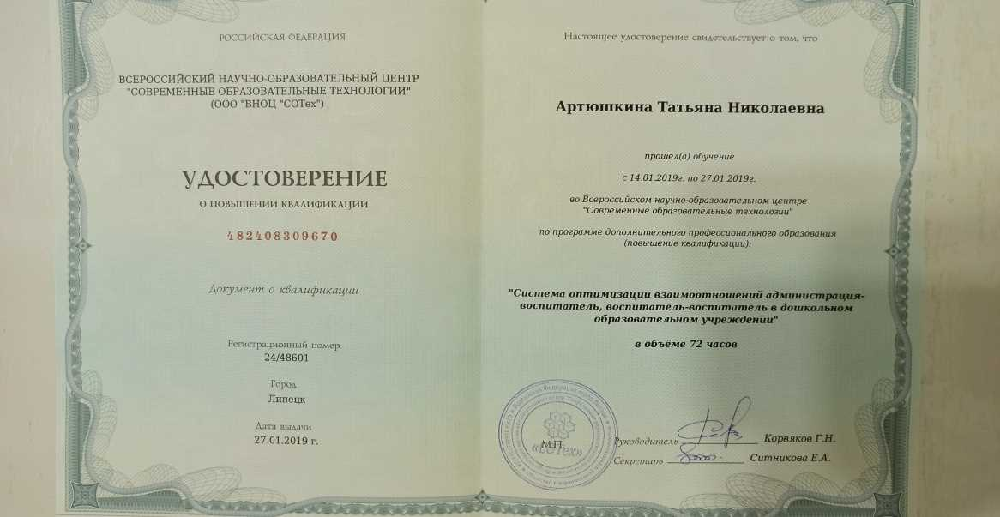 РОССИЙСКАЯ ФЕДЕРАЦИЯ
ВСЕРОССИЙСКИЙ НАУЧНО-ОБРАЗОВАТЕЛЬНЫЙ ЦЕНТР
"СОВРЕМЕННЫЕ ОБРАЗОВАТЕЛЬНЫЕ ТЕХНОЛОГИИ"
(ООО "ВНОЦ "СОТех")
УДОСТОВЕРЕНИЕ
О ПОВЫШЕНИИ КВАЛИФИКАЦИИ
482408309670
Документ о квалификации
Регистрационный номер
24/48601
Город
Липецк
Дата выдачи
27.01.2019 г.
Настоящее удостоверение свидетельствует о том, что
Артюшкина Татьяна Николаевна
прошел(а) обучение
с 14.01.2019г. по 27.01.2019г.
во Всероссийском научно-образовательном центре
"Современные образовательные технологии"
по программе дополнительного профессионального образования
(повышение квалификации):
"Система оптимизации взаимоотношений администрация-
воспитатель, воспитатель-воспитатель в дошкольном
образовательном учреждении"
в объёме 72 часов
М.П.
«СОТех»
Руководитель Корвяков Г.Н.
Секретарь Ситникова Е.А.